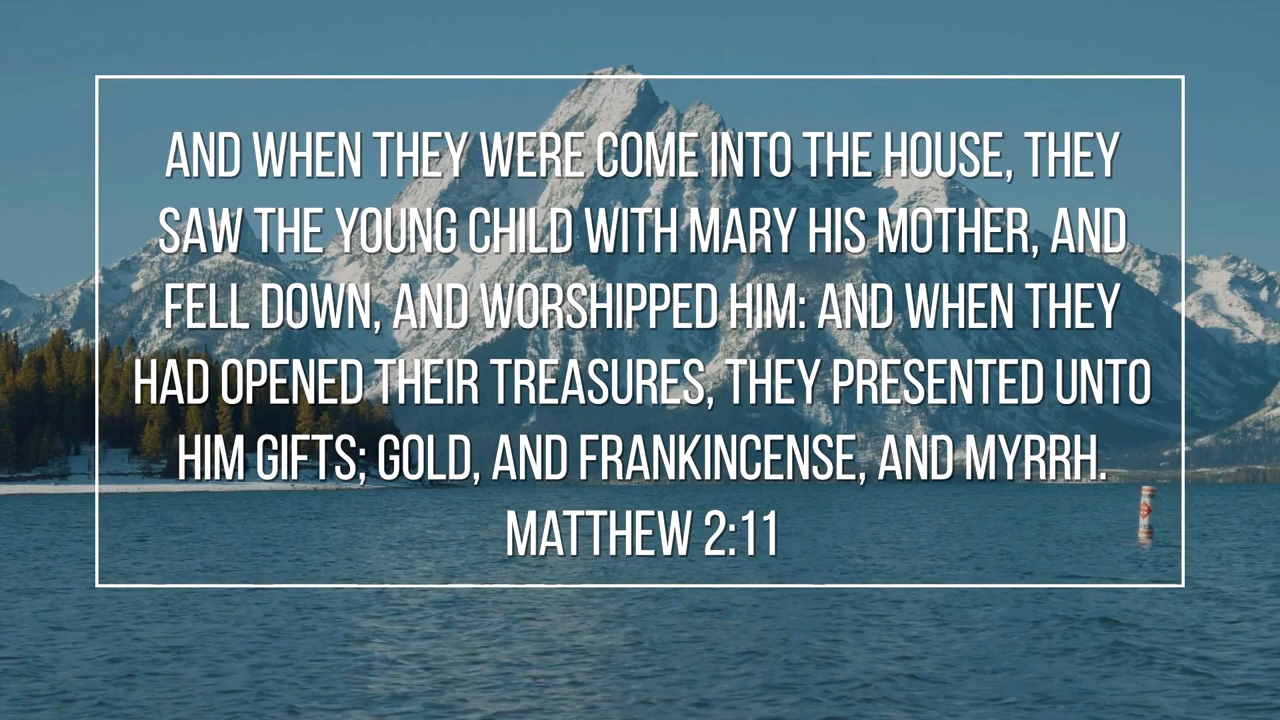 AND WHEN THEY WERE COME INTO THE HOUSE, THEY
SAW THE YOUNG CHILD WITH MARY HIS MOTHER, AND
FELL DOWN, AND WORSHIPPED HIM: AND WHEN THEY
HAD OPENED THEIR TREASURES, THEY PRESENTED UNTO
HIM GIFTS; GOLD, AND FRANKINCENSE, AND MYRRH.
MATTHEW 2:11